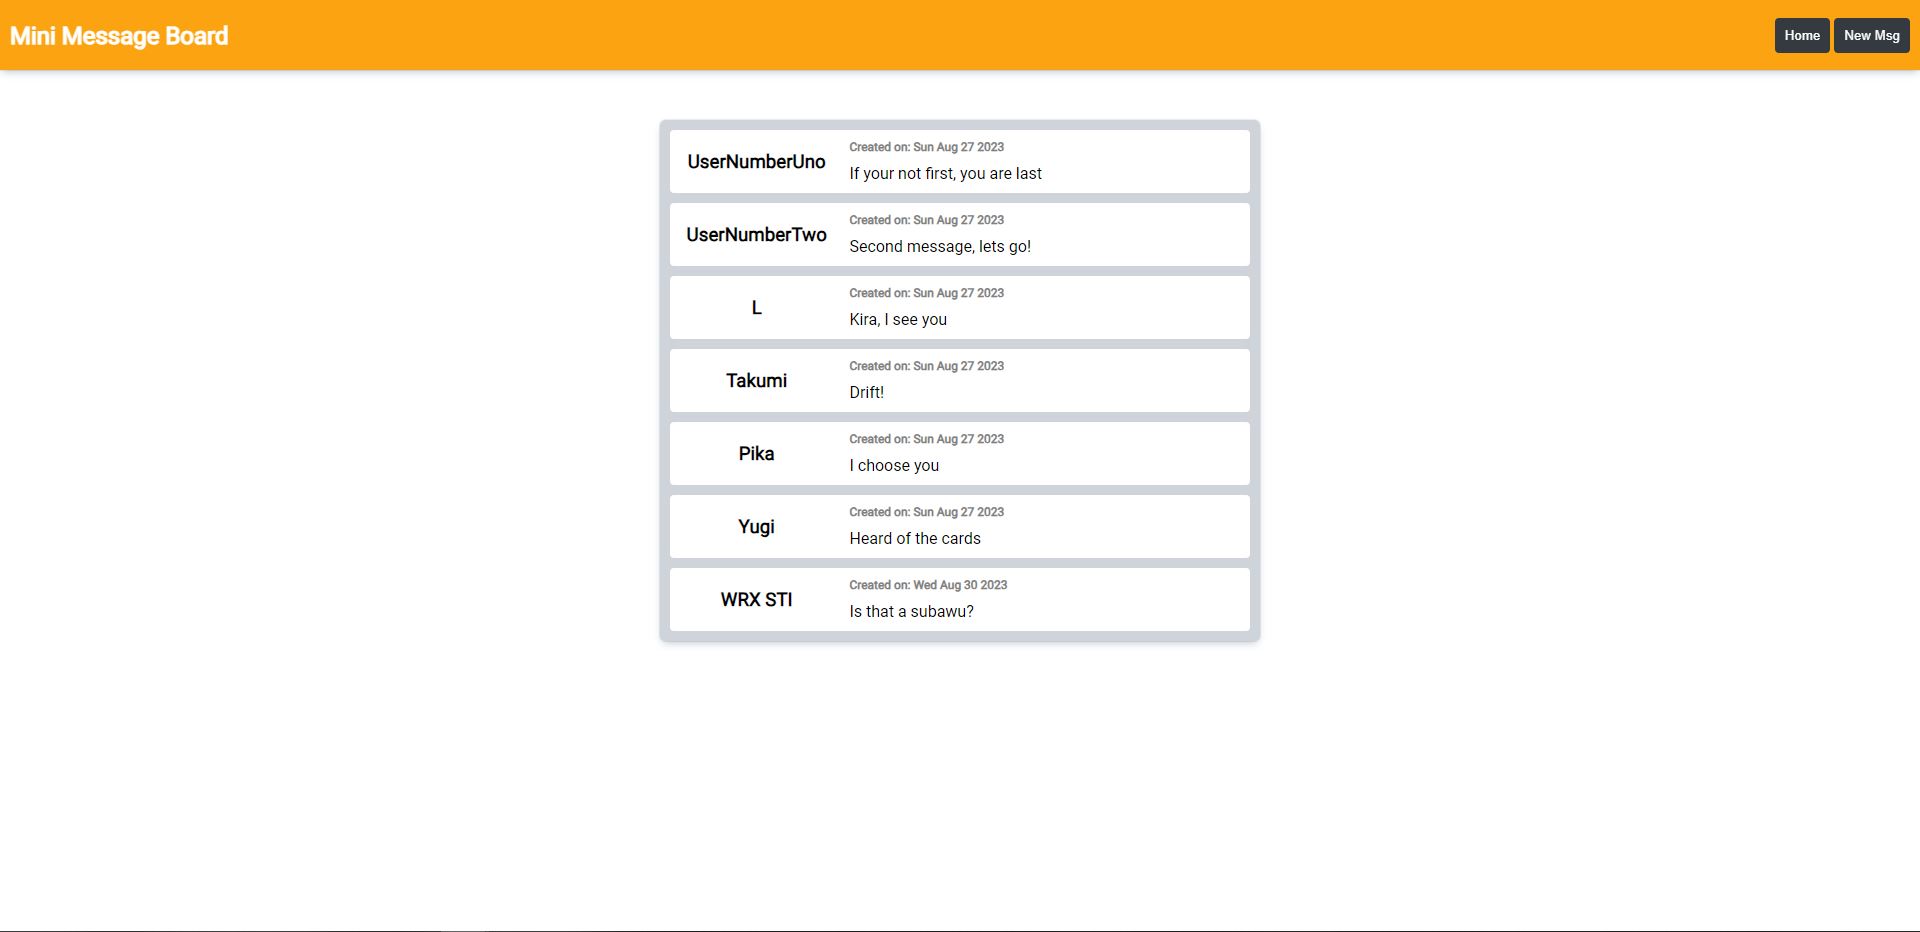 Mini Message Board
Home
New Msg
UserNumberUno
Created on: Sun Aug 27 2023
If your not first, you are last
UserNumberTwo
Created on: Sun Aug 27 2023
Second message, lets go!
L
Created on: Sun Aug 27 2023
Kira, I see you
Takumi
Created on: Sun Aug 27 2023
Drift!
Pika
Created on: Sun Aug 27 2023
I choose you
Yugi
Created on: Sun Aug 27 2023
Heard of the cards
WRX STI
Created on: Wed Aug 30 2023
Is that a subawu?